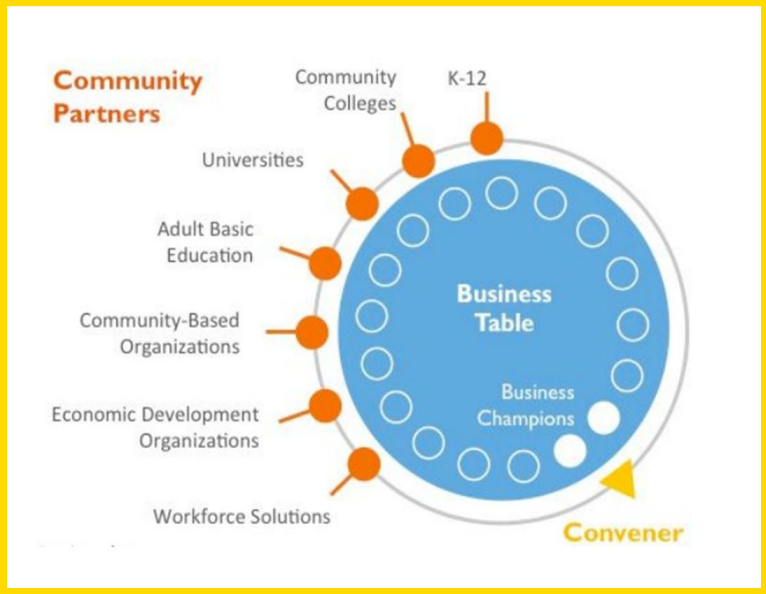 Community
Partners
Community
Colleges
K-12
Universities
Adult Basic
Education
Community-Based
Organizations
Economic Development
Organizations
Workforce Solutions
Business
Table
Business
Champions
Convener